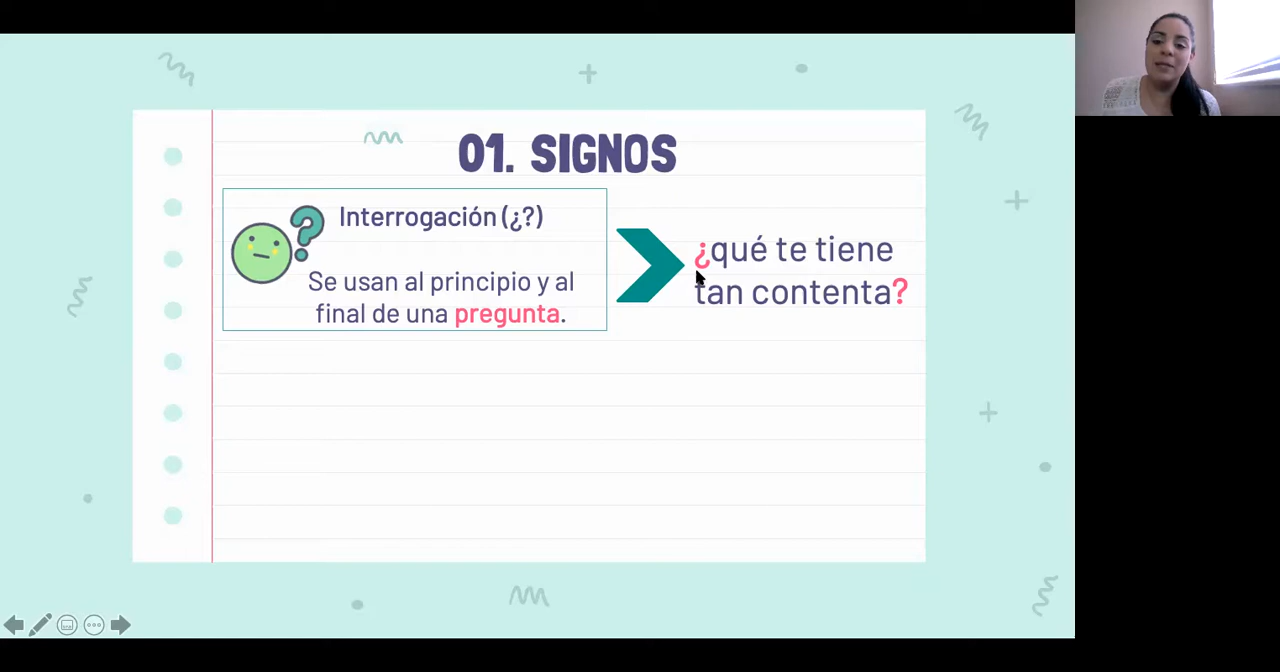 01. SIGNOS
Interrogación (¿?)
Se usan al principio y al
final de una pregunta.
¿qué te tiene
tan contenta?